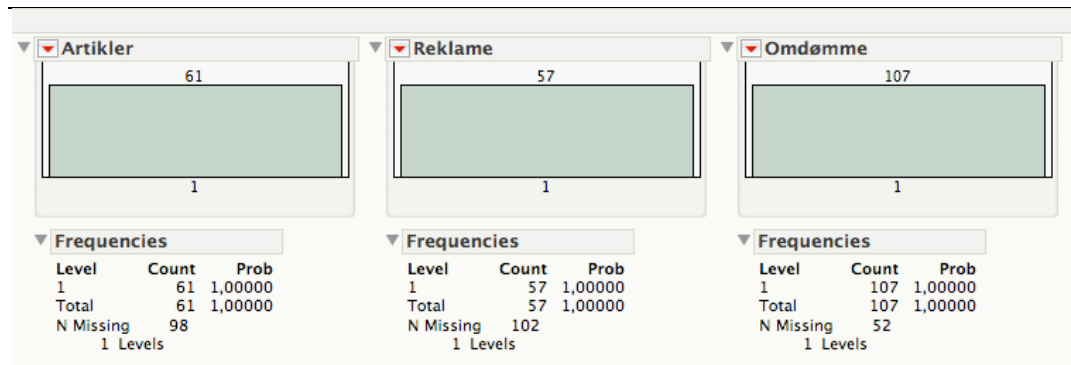 Artikler
61
1
Frequencies
Level Count Prob
1 61 1,00000
Total 61 1,00000
N Missing 98
1 Levels
Reklame
57
1
Frequencies
Level Count Prob
1 57 1,00000
Total 57 1,00000
N Missing 102
1 Levels
Omdømme
107
1
Frequencies
Level Count Prob
1 107 1,00000
Total 107 1,00000
N Missing 52
1 Levels